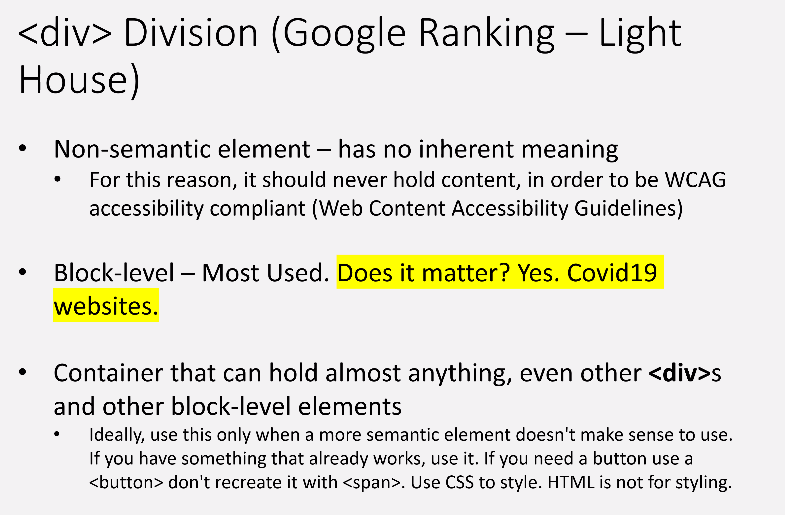 <div> Division (Google Ranking – Light
House)
• Non-semantic element – has no inherent meaning
• For this reason, it should never hold content, in order to be WCAG
accessibility compliant (Web Content Accessibility Guidelines)
• Block-level – Most Used. Does it matter? Yes. Covid19
websites.
• Container that can hold almost anything, even other <div>s
and other block-level elements
• Ideally, use this only when a more semantic element doesn't make sense to use.
If you have something that already works, use it. If you need a button use a
<button> don't recreate it with <span>. Use CSS to style. HTML is not for styling.